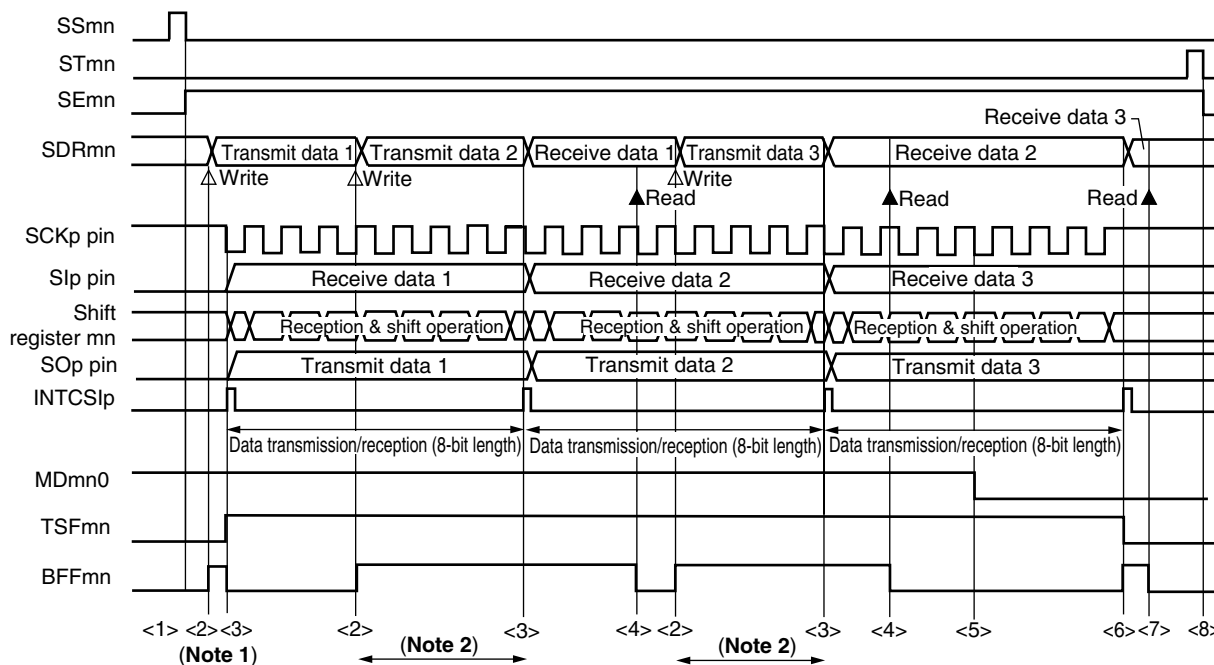 SSmn
STmn
SEmn
Receive data 3
SDRmn
Transmit data 1 Transmit data 2 Receive data 1 Transmit data 3 Receive data 2
Write Write Write
Read Read Read
SCKp pin
SIp pin Receive data 1 Receive data 2 Receive data 3
Shift
register mn
Reception & shift operation Reception & shift operation Reception & shift operation
SOp pin Transmit data 1 Transmit data 2 Transmit data 3
INTCSIp
Data transmission/reception (8-bit length) Data transmission/reception (8-bit length) Data transmission/reception (8-bit length)
MDmn0
TSFmn
BFFmn
<1> <2> <3> <2> <3> <4> <2> <3> <4> <5> <6> <7> <8>
(Note 1) (Note 2) (Note 2)